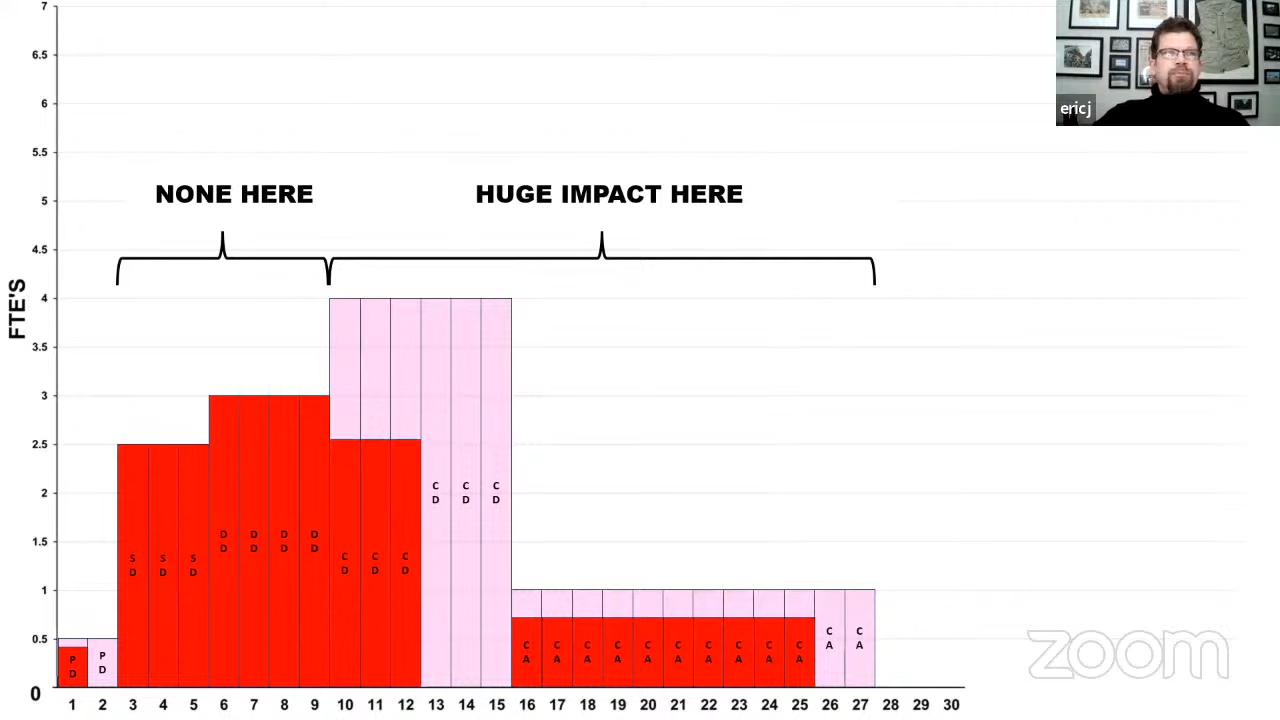 7
6.5
6
5.5
5
4.5
4
3.5
3
2.5
2
1.5
1
0.5
0
FTE'S
NONE HERE
HUGE IMPACT HERE
ericj
P D
P D
S D
S D
S D
D D
D D
D D
D D
C D
C D
C D
C D
C D
C D
C A
C A
C A
C A
C A
C A
C A
C A
C A
C A
C A
C A
1 2 3 4 5 6 7 8 9 10 11 12 13 14 15 16 17 18 19 20 21 22 23 24 25 26 27 28 29 30
zoom